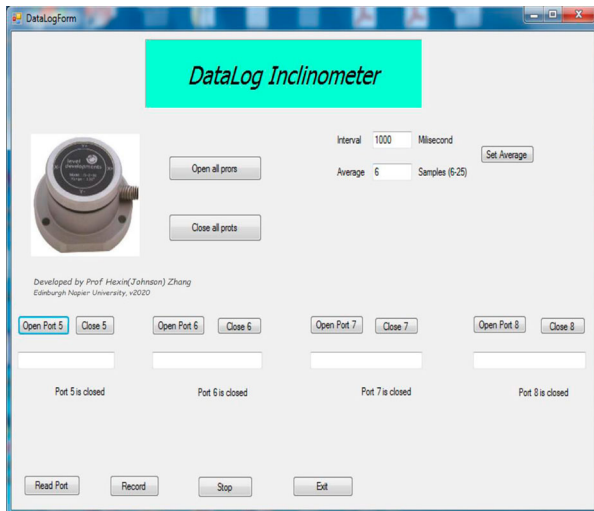 DataLogForm
DataLog Inclinometer
Interval 1000 Milisecond
Set Average
Average 6 Samples (6-25)
Open all prors
level
developments
Close all prots
Developed by Prof Hexin(Johnson) Zhang
Edinburgh Napier University, v2020
Open Port 5 Close 5 Open Port 6 Close 6 Open Port 7 Close 7 Open Port 8 Close 8
Port 5 is closed Port 6 is closed Port 7 is closed Port 8 is closed
Read Port Record Stop Exit